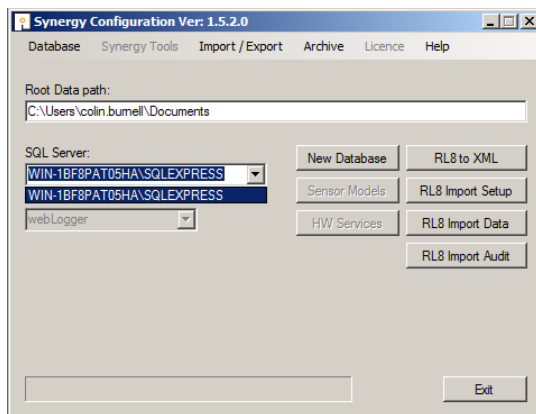 Synergy Configuration Ver: 1.5.2.0
Database Synergy Tools Import / Export Archive Licence Help
Root Data path:
C:\Users\colin.burnell\Documents
SQL Server:
WIN-1BF8PAT05HA\SQLEXPRESS
WIN-1BF8PAT05HA\SQLEXPRESS
webLogger
New Database
RL8 to XML
Sensor Models
RL8 Import Setup
HW Services
RL8 Import Data
RL8 Import Audit
Exit